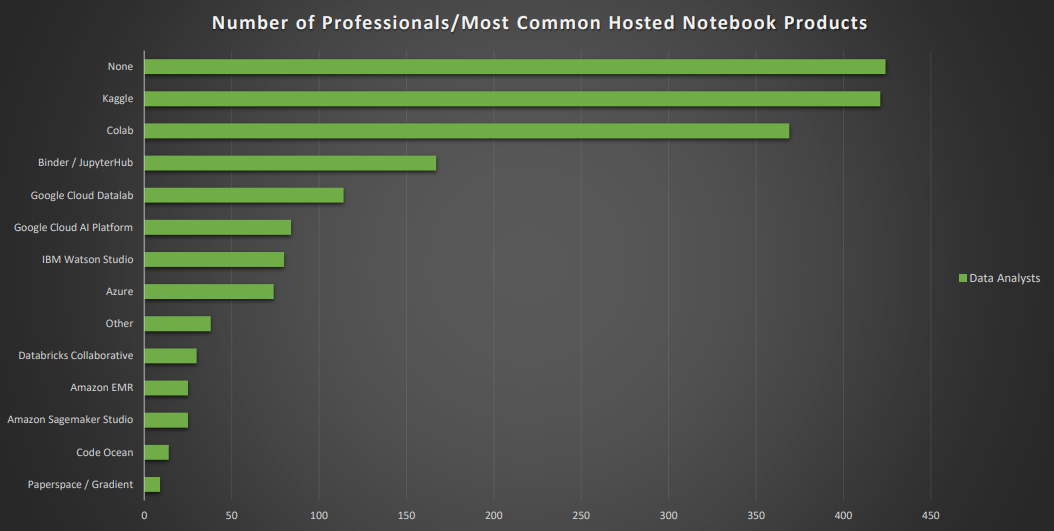 Number of Professionals/Most Common Hosted Notebook Products
None
Kaggle
Colab
Binder / JupyterHub
Google Cloud Datalab
Google Cloud AI Platform
IBM Watson Studio
Azure
Other
Databricks Collaborative
Amazon EMR
Amazon Sagemaker Studio
Code Ocean
Paperspace / Gradient
0 50 100 150 200 250 300 350 400 450
Data Analysts